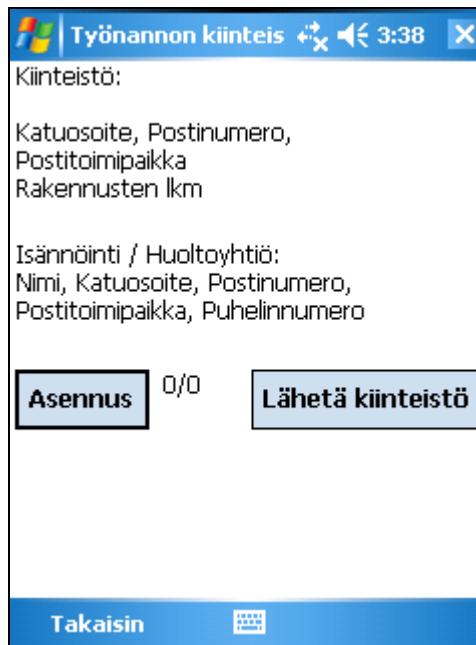 Työnannon kiinteis 3:38
Kiinteistö:
Katuosoite, Postinumero,
Postitoimipaikka
Rakennusten lkm
Isännöinti / Huoltoyhtiö:
Nimi, Katuosoite, Postinumero,
Postitoimipaikka, Puhelinnumero
Asennus 0/0 Lähetä kiinteistö
Takaisin